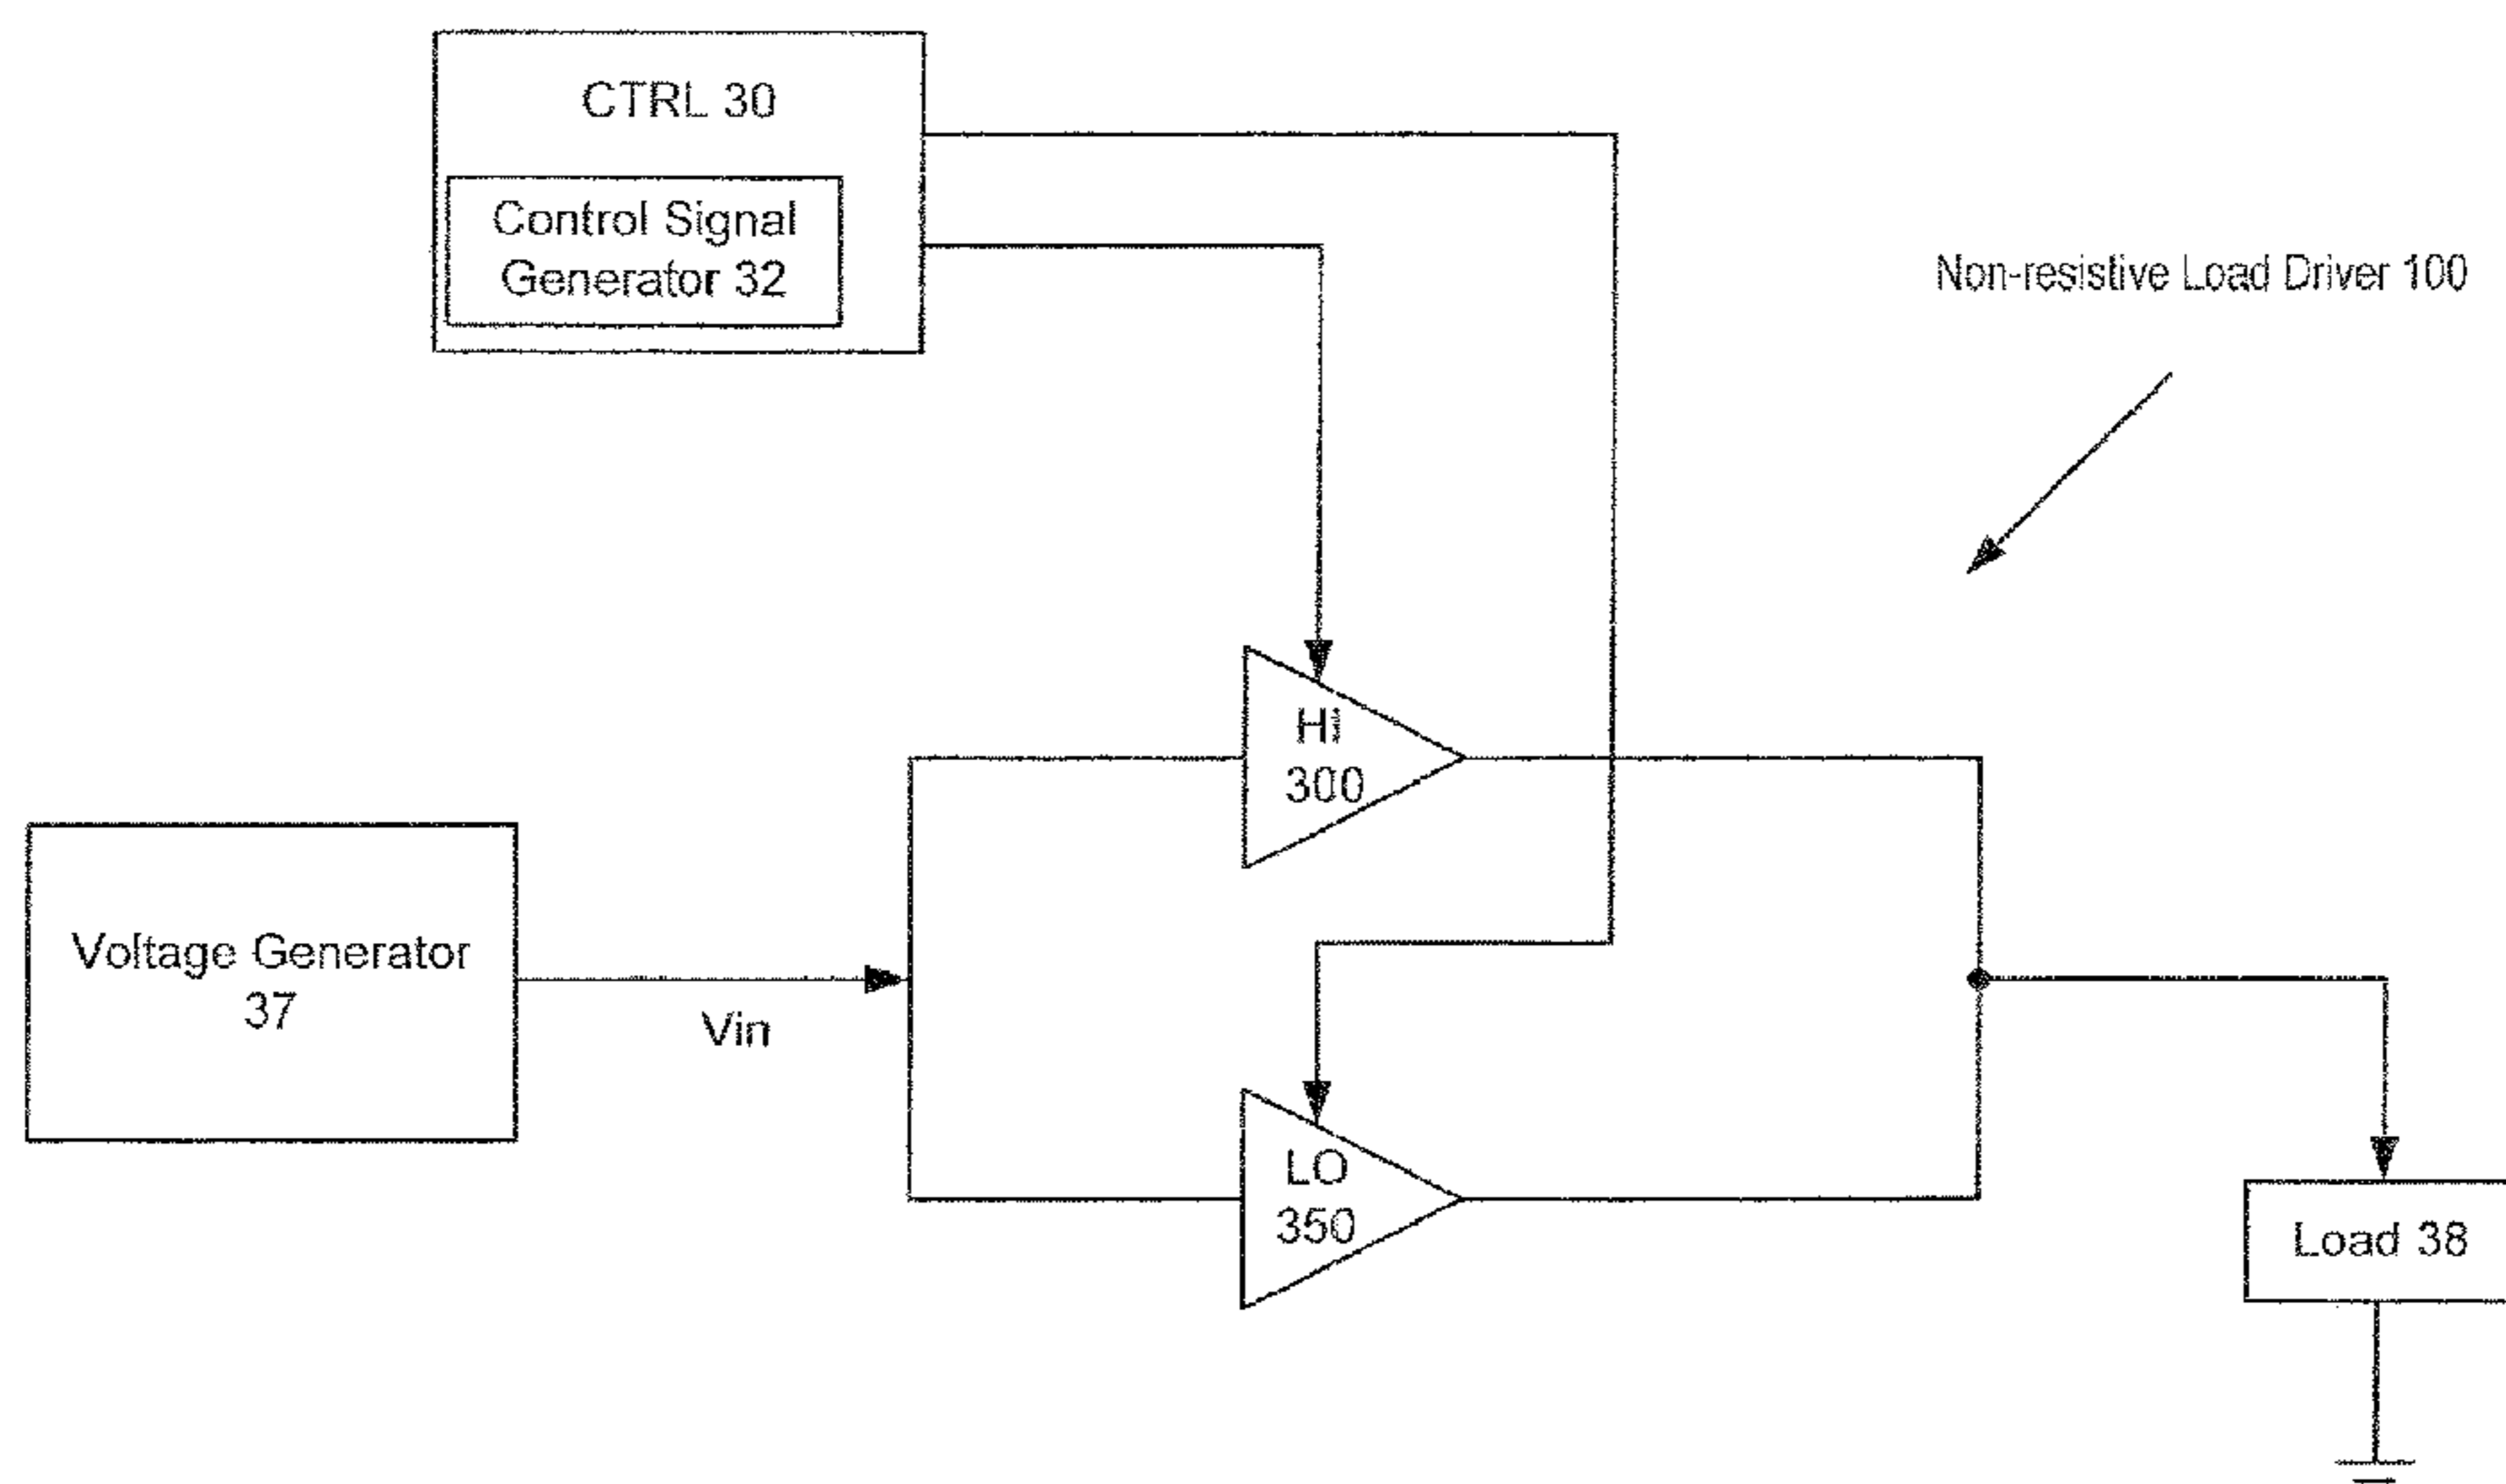 CTRL 30
Control Signal
Generator 32
Non-resistive Load Driver 100
Hi
300
Voltage Generator
37
Vin
LO
350
Load 38